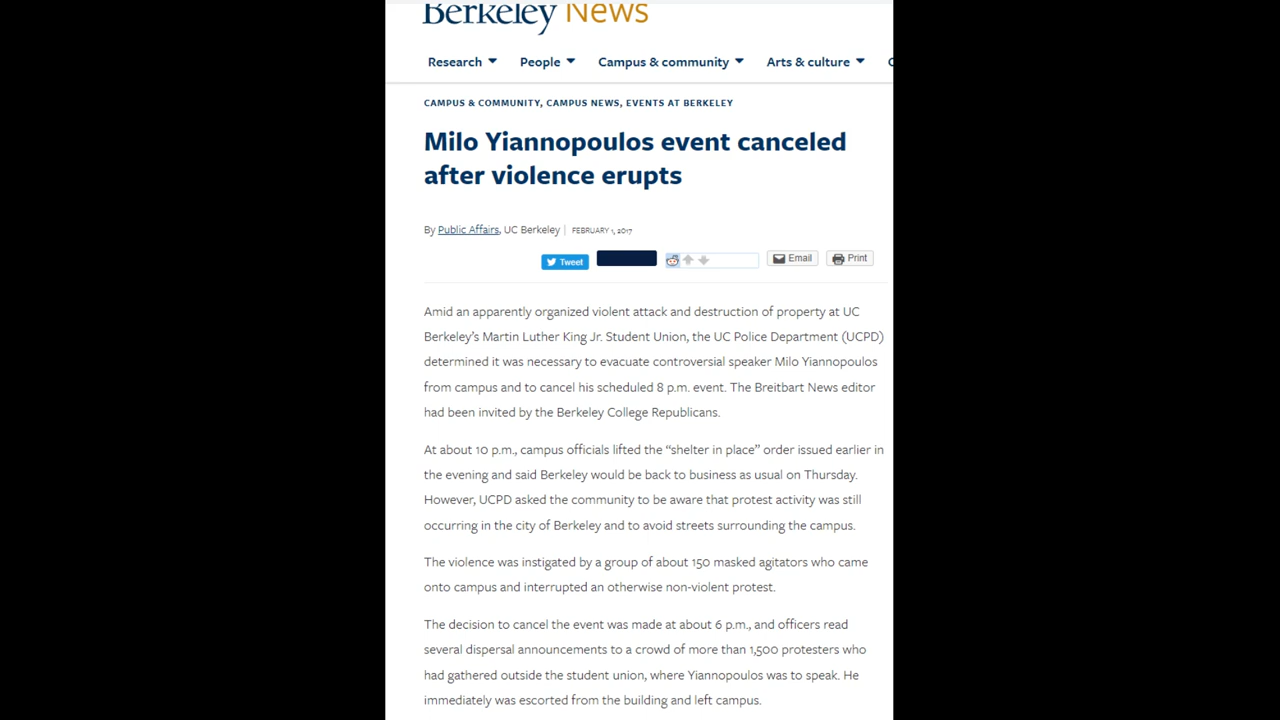 Berkeley News
Research People Campus & community Arts & culture
CAMPUS & COMMUNITY, CAMPUS NEWS, EVENTS AT BERKELEY
Milo Yiannopoulos event canceled
after violence erupts
By Public Affairs, UC Berkeley | FEBRUARY 1, 2017
Tweet Email Print
Amid an apparently organized violent attack and destruction of property at UC
Berkeley's Martin Luther King Jr. Student Union, the UC Police Department (UCPD)
determined it was necessary to evacuate controversial speaker Milo Yiannopoulos
from campus and to cancel his scheduled 8 p.m. event. The Breitbart News editor
had been invited by the Berkeley College Republicans.
At about 10 p.m., campus officials lifted the “shelter in place” order issued earlier in
the evening and said Berkeley would be back to business as usual on Thursday.
However, UCPD asked the community to be aware that protest activity was still
occurring in the city of Berkeley and to avoid streets surrounding the campus.
The violence was instigated by a group of about 150 masked agitators who came
onto campus and interrupted an otherwise non-violent protest.
The decision to cancel the event was made at about 6 p.m., and officers read
several dispersal announcements to a crowd of more than 1,500 protesters who
had gathered outside the student union, where Yiannopoulos was to speak. He
immediately was escorted from the building and left campus.